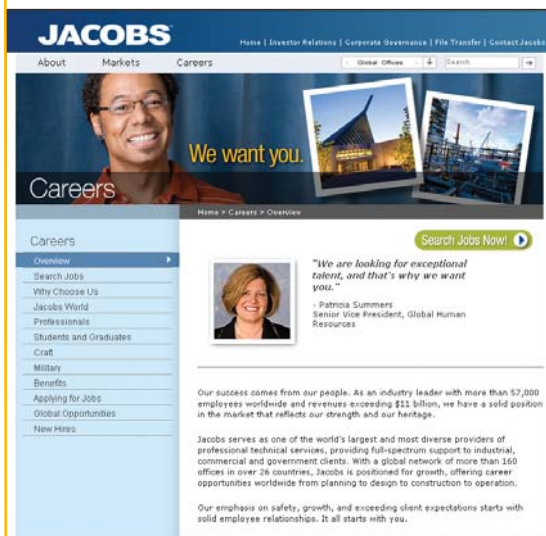 JACOBS
Home | Investor Relations | Corporate Governance | File Transfer | Contact Jacobs
About Markets Careers
Global Offices
Search
We want you.
Careers
Home > Careers > Overview
Careers
Overview
Search Jobs
Why Choose Us
Jacobs World
Professionals
Students and Graduates
Craft
Military
Benefits
Applying for Jobs
Global Opportunities
New Hires
Search Jobs Now!
"We are looking for exceptional
talent, and that's why we want
you."
- Patricia Summers
Senior Vice President, Global Human
Resources
Our success comes from our people. As an industry leader with more than 57,000
employees worldwide and revenues exceeding $11 billion, we have a solid position
in the market that reflects our strength and our heritage.
Jacobs serves as one of the world's largest and most diverse providers of
professional technical services, providing full-spectrum support to industrial,
commercial and government clients. With a global network of more than 160
offices in over 26 countries, Jacobs is positioned for growth, offering career
opportunities worldwide from planning to design to construction to operation.
Our emphasis on safety, growth, and exceeding client expectations starts with
solid employee relationships. It all starts with you.